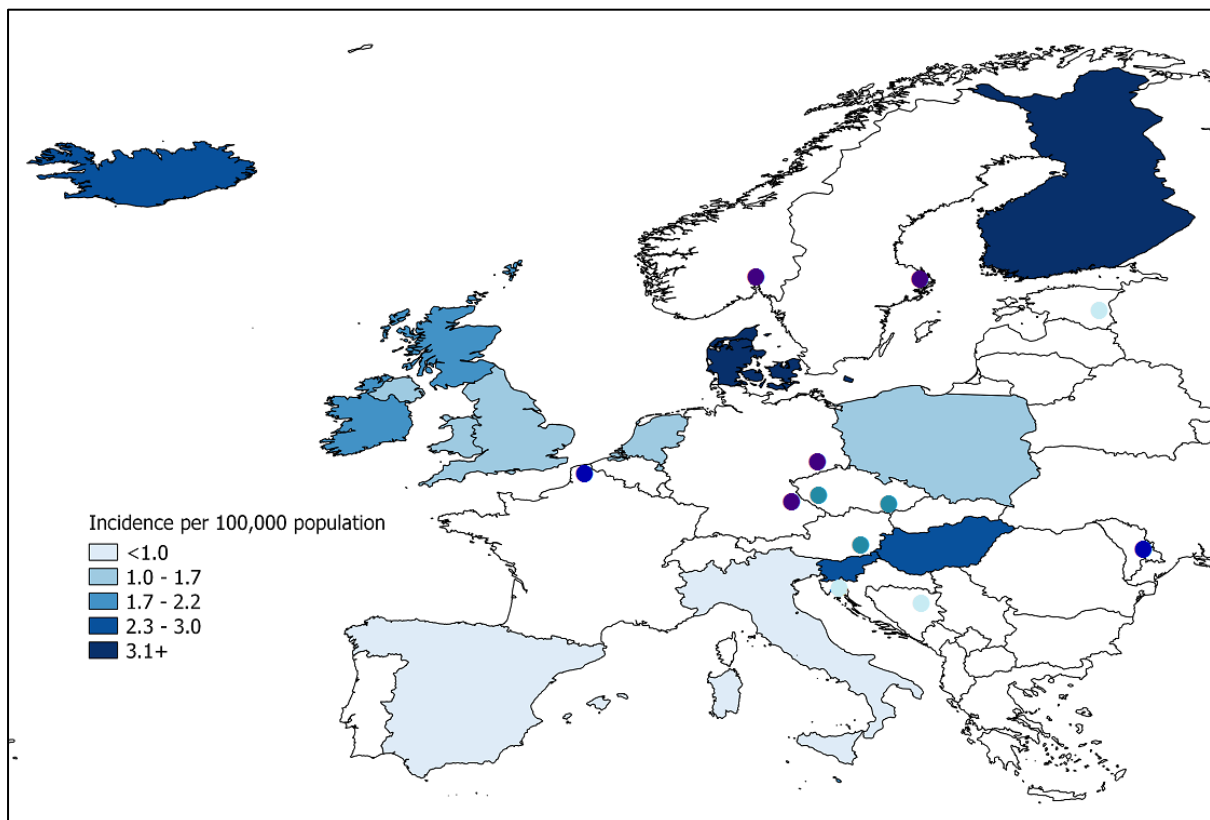 Incidence per 100,000 population
<1.0
1.0 - 1.7
1.7 - 2.2
2.3 - 3.0
3.1+